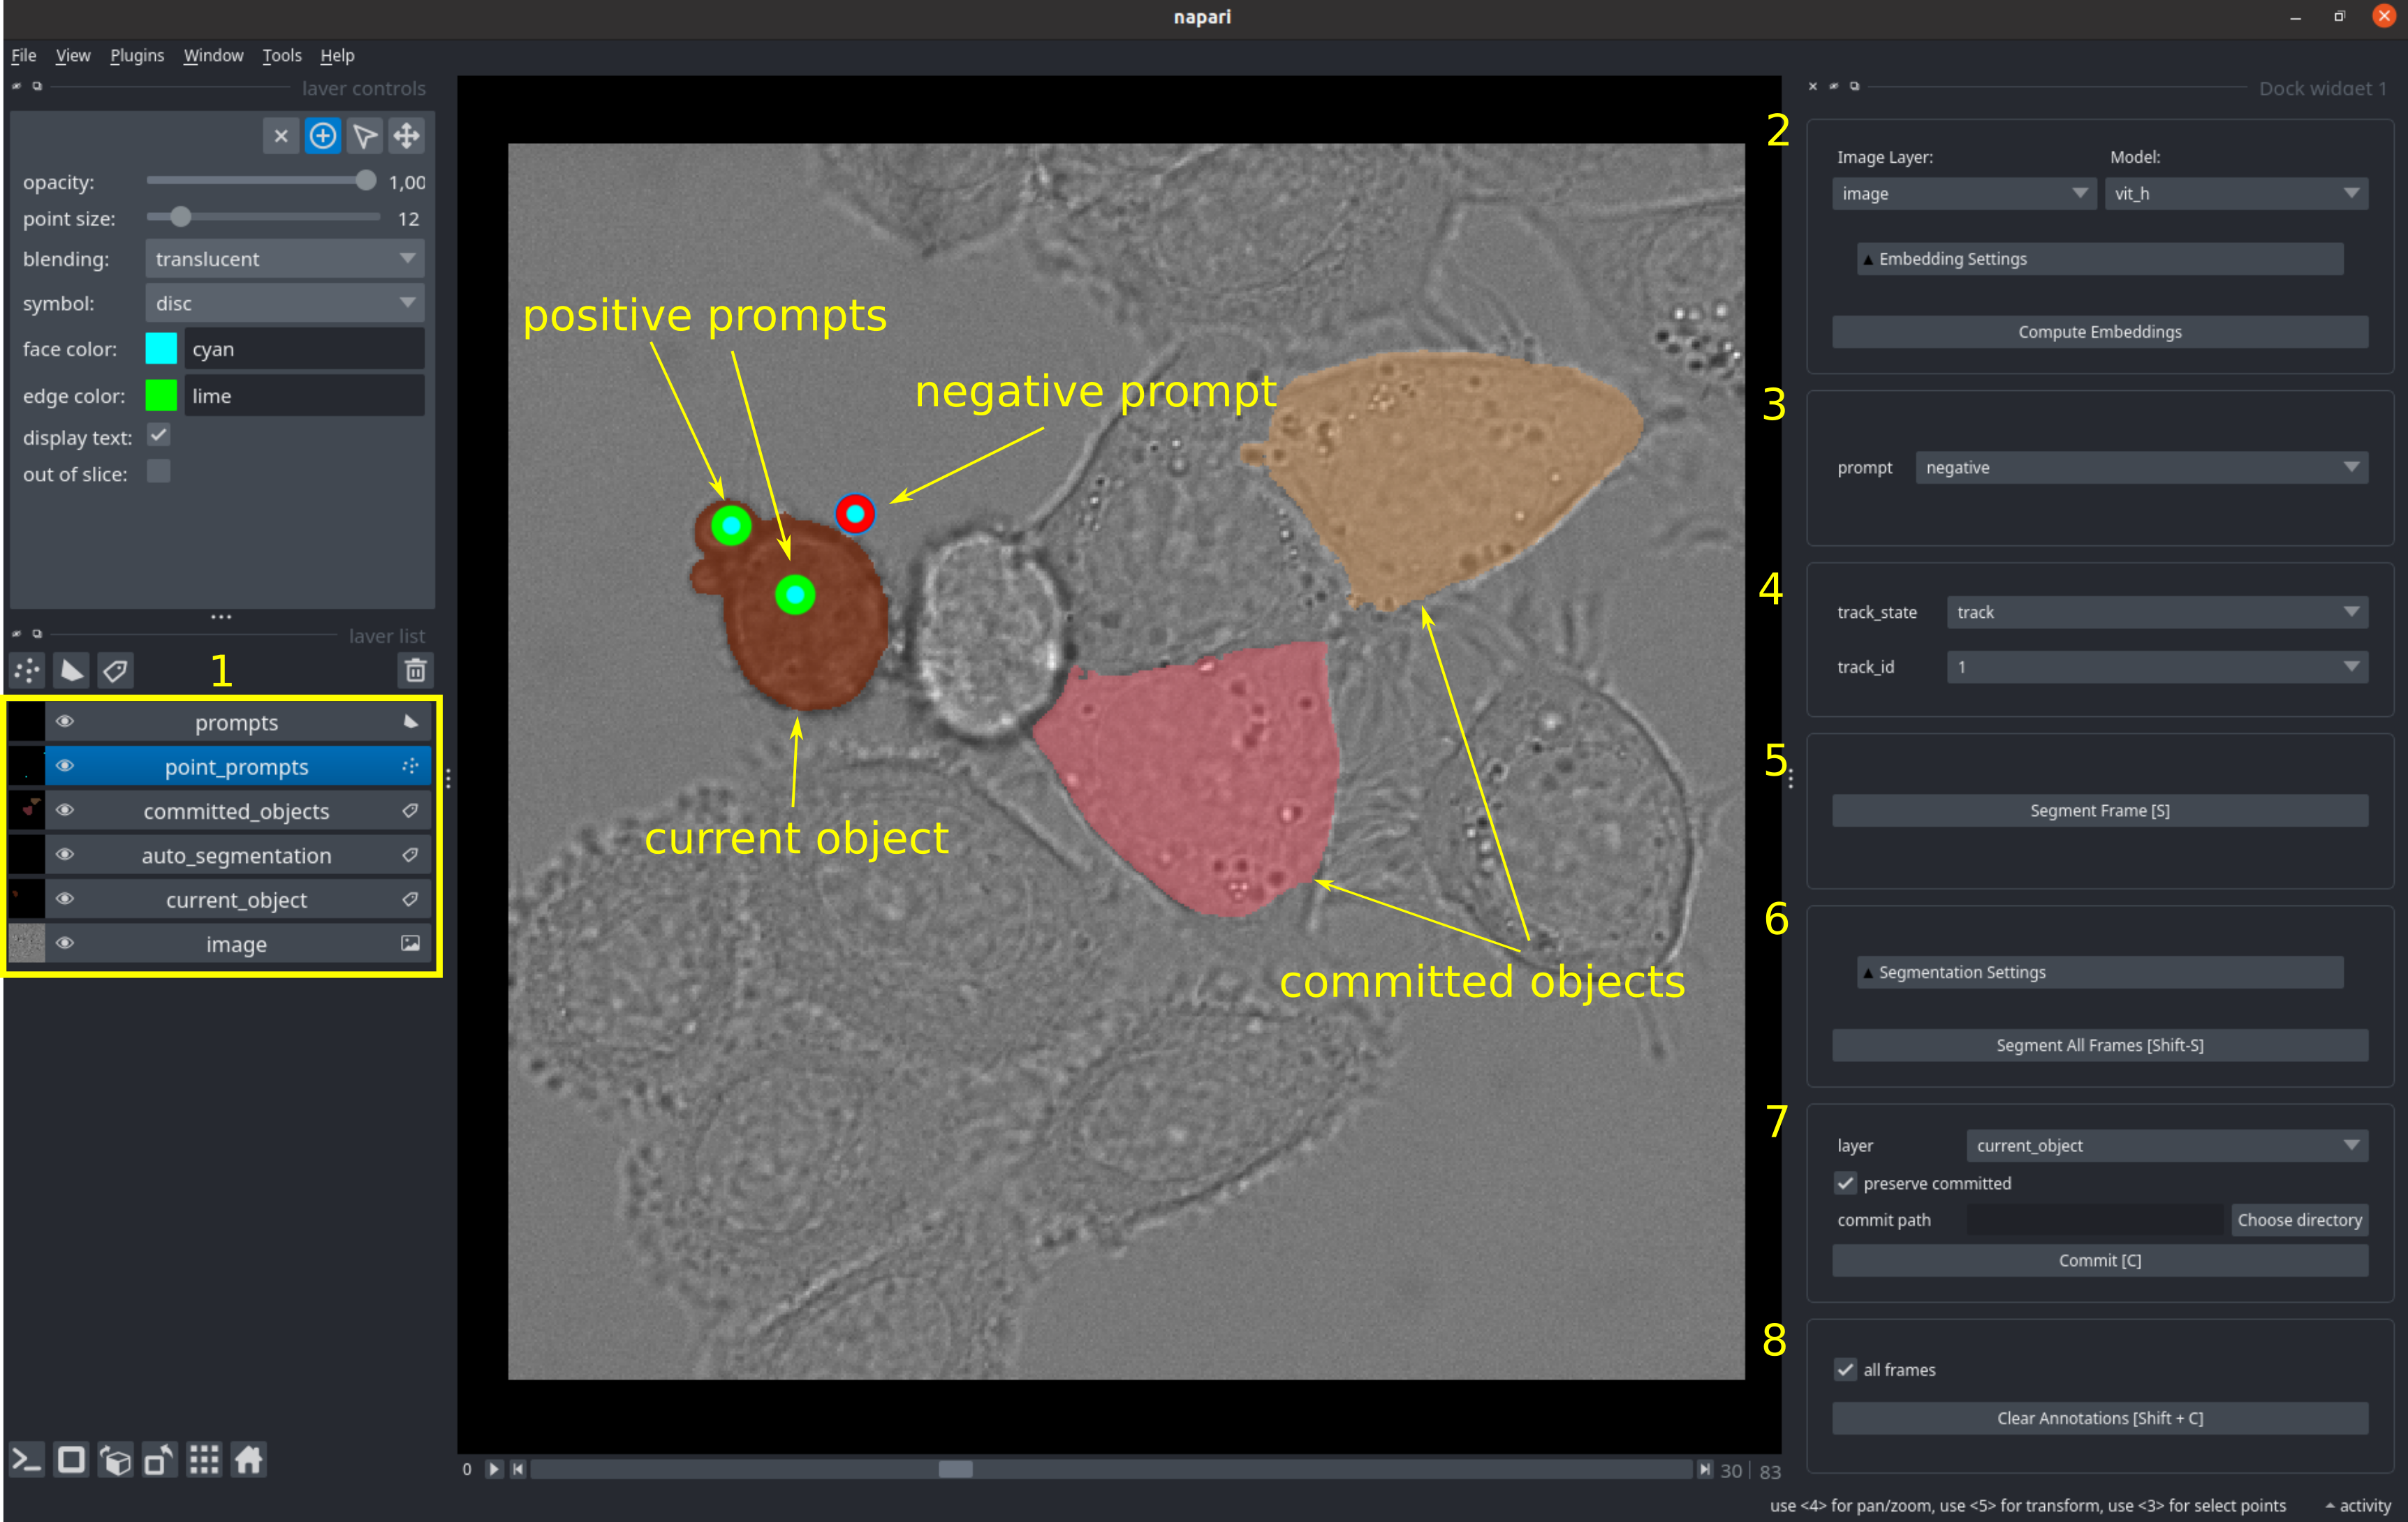 napari
File View Plugins Window Tools Help
layer controls
opacity: 1,00
point size: 12
blending: translucent
symbol: disc
face color: cyan
edge color: lime
display text:
out of slice:
layer list
1
prompts
point_prompts
committed_objects
auto_segmentation
current_object
image
positive prompts
negative prompt
current object
committed objects
0
30 | 83
Dock widget 1
2
Image Layer: Model:
image vit_h
Embedding Settings
Compute Embeddings
3
prompt negative
4
track_state track
track_id 1
5
Segment Frame [S]
6
Segmentation Settings
Segment All Frames [Shift-S]
7
layer current_object
preserve committed
commit path Choose directory
Commit [C]
8
all frames
Clear Annotations [Shift + C]
use <4> for pan/zoom, use <5> for transform, use <3> for select points activity